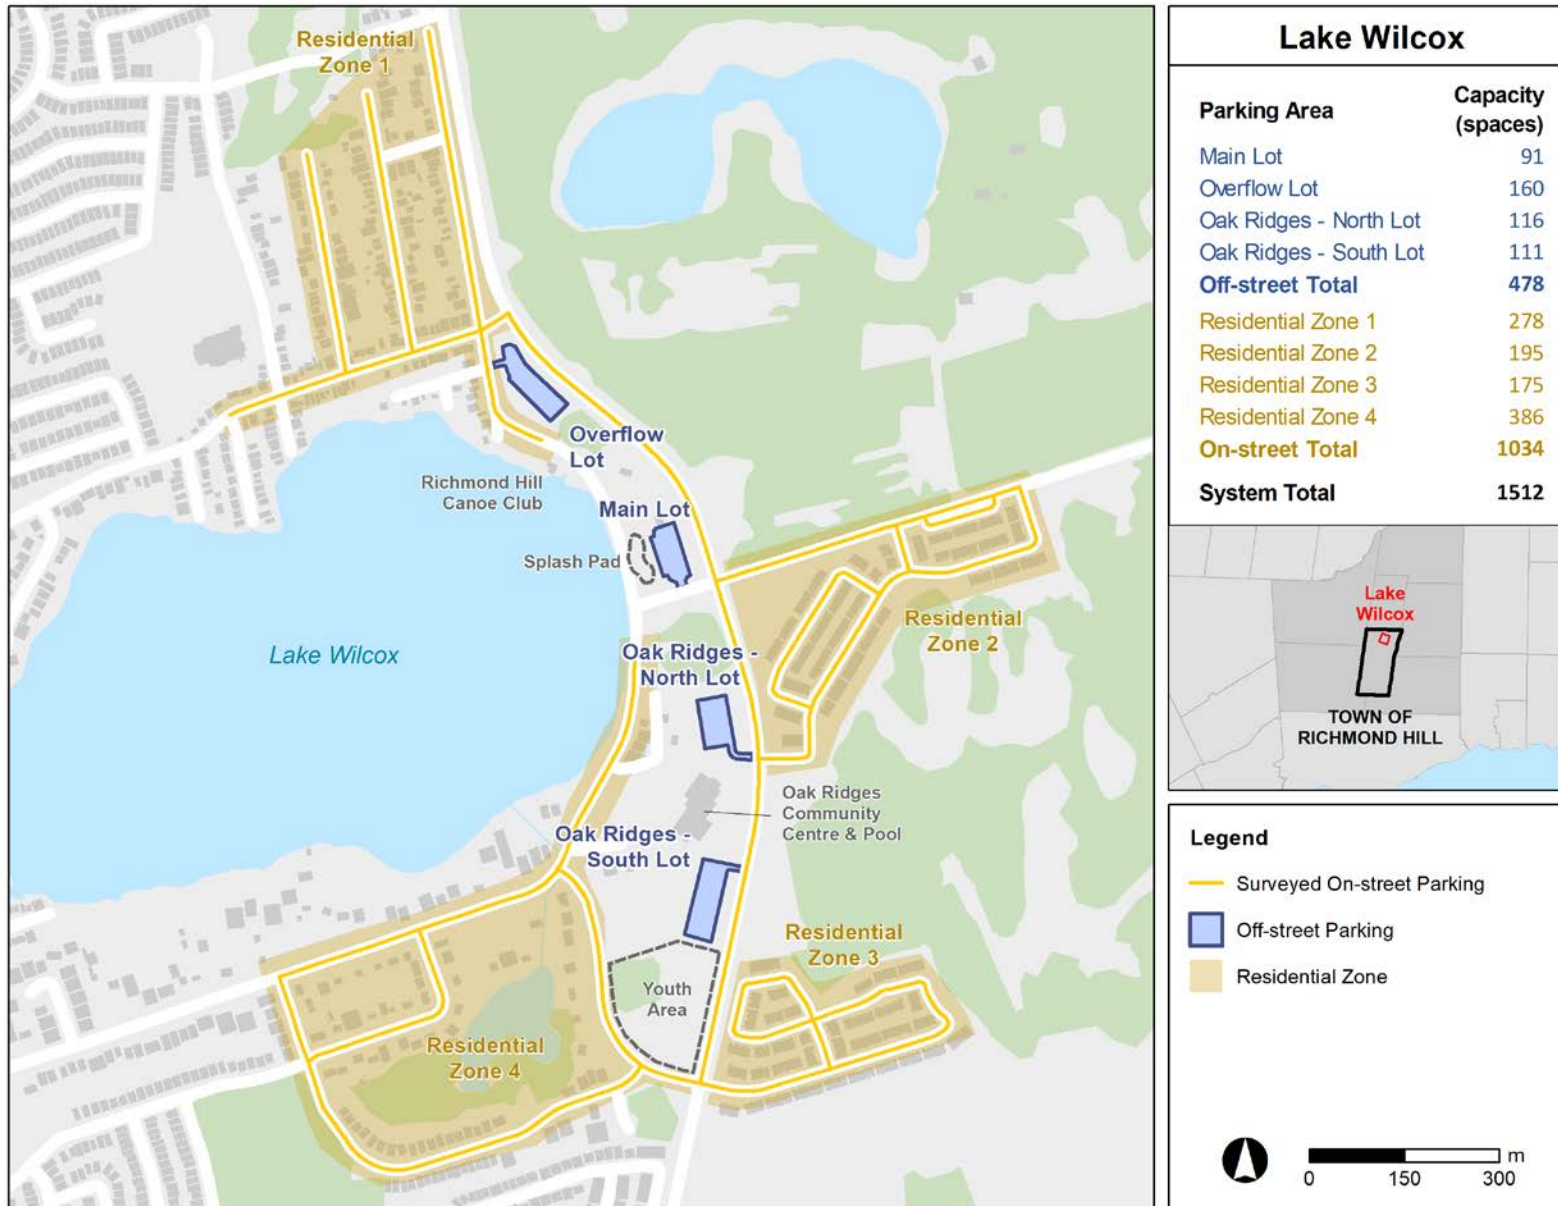 Residential
Zone 1
Overflow
Lot
Richmond Hill
Canoe Club
Main Lot
Splash Pad
Lake Wilcox
Residential
Zone 2
Oak Ridges -
North Lot
Oak Ridges
Community
Centre & Pool
Oak Ridges -
South Lot
Residential
Zone 3
Youth
Area
Residential
Zone 4
Lake Wilcox
Parking Area Capacity
(spaces)
Main Lot 91
Overflow Lot 160
Oak Ridges - North Lot 116
Oak Ridges - South Lot 111
Off-street Total 478
Residential Zone 1 278
Residential Zone 2 195
Residential Zone 3 175
Residential Zone 4 386
On-street Total 1034
System Total 1512
Lake
Wilcox
TOWN OF
RICHMOND HILL
Legend
Surveyed On-street Parking
Off-street Parking
Residential Zone
m
0 150 300